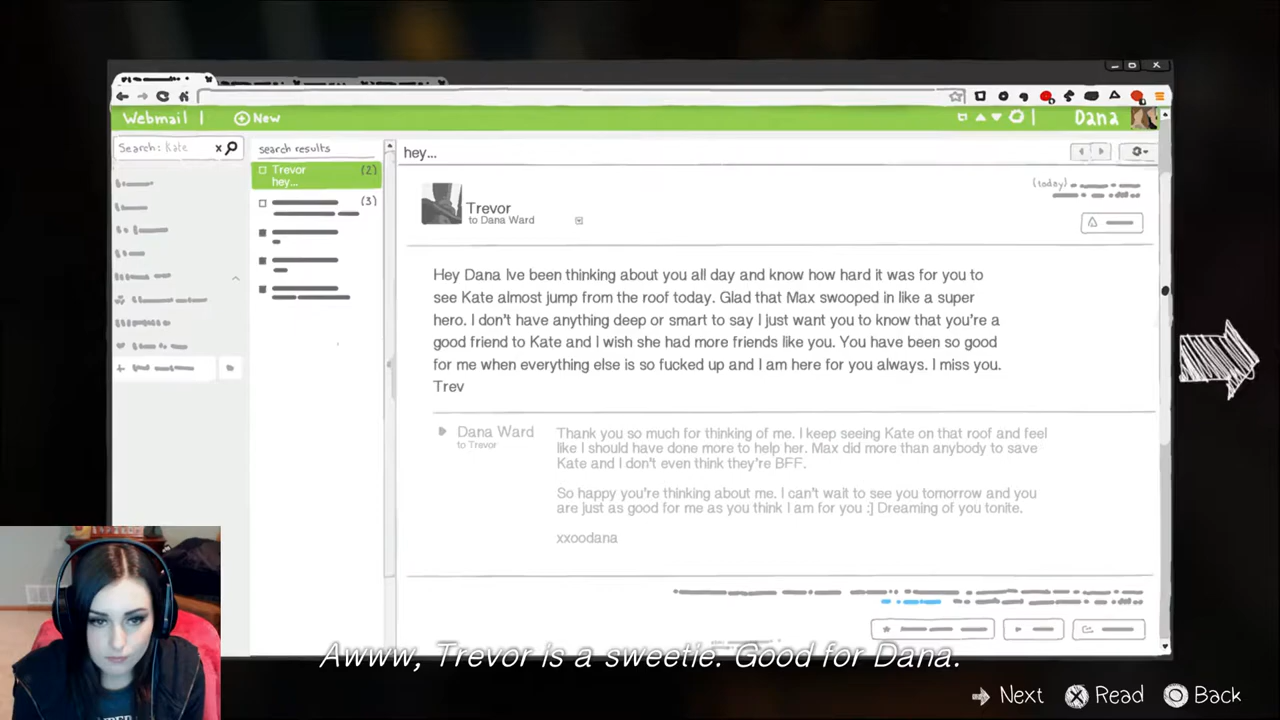 Webmail |
New
Dana
Search: Kate
x
search results
hey...
Trevor
(2)
hey...
(3)
(today)
Trevor
to Dana Ward
Hey Dana Ive been thinking about you all day and know how hard it was for you to
see Kate almost jump from the roof today. Glad that Max swooped in like a super
hero. I don't have anything deep or smart to say I just want you to know that you're a
good friend to Kate and I wish she had more friends like you. You have been so good
for me when everything else is so fucked up and I am here for you always. I miss you.
Trev
Dana Ward
to Trevor
Thank you so much for thinking of me. I keep seeing Kate on that roof and feel
like I should have done more to help her. Max did more than anybody to save
Kate and I don't even think they're BFF.
So happy you're thinking about me. I can't wait to see you tomorrow and you
are just as good for me as you think I am for you :] Dreaming of you tonite.
xxoodana
Awww, Trevor is a sweetie. Good for Dana.
Next
Read
Back